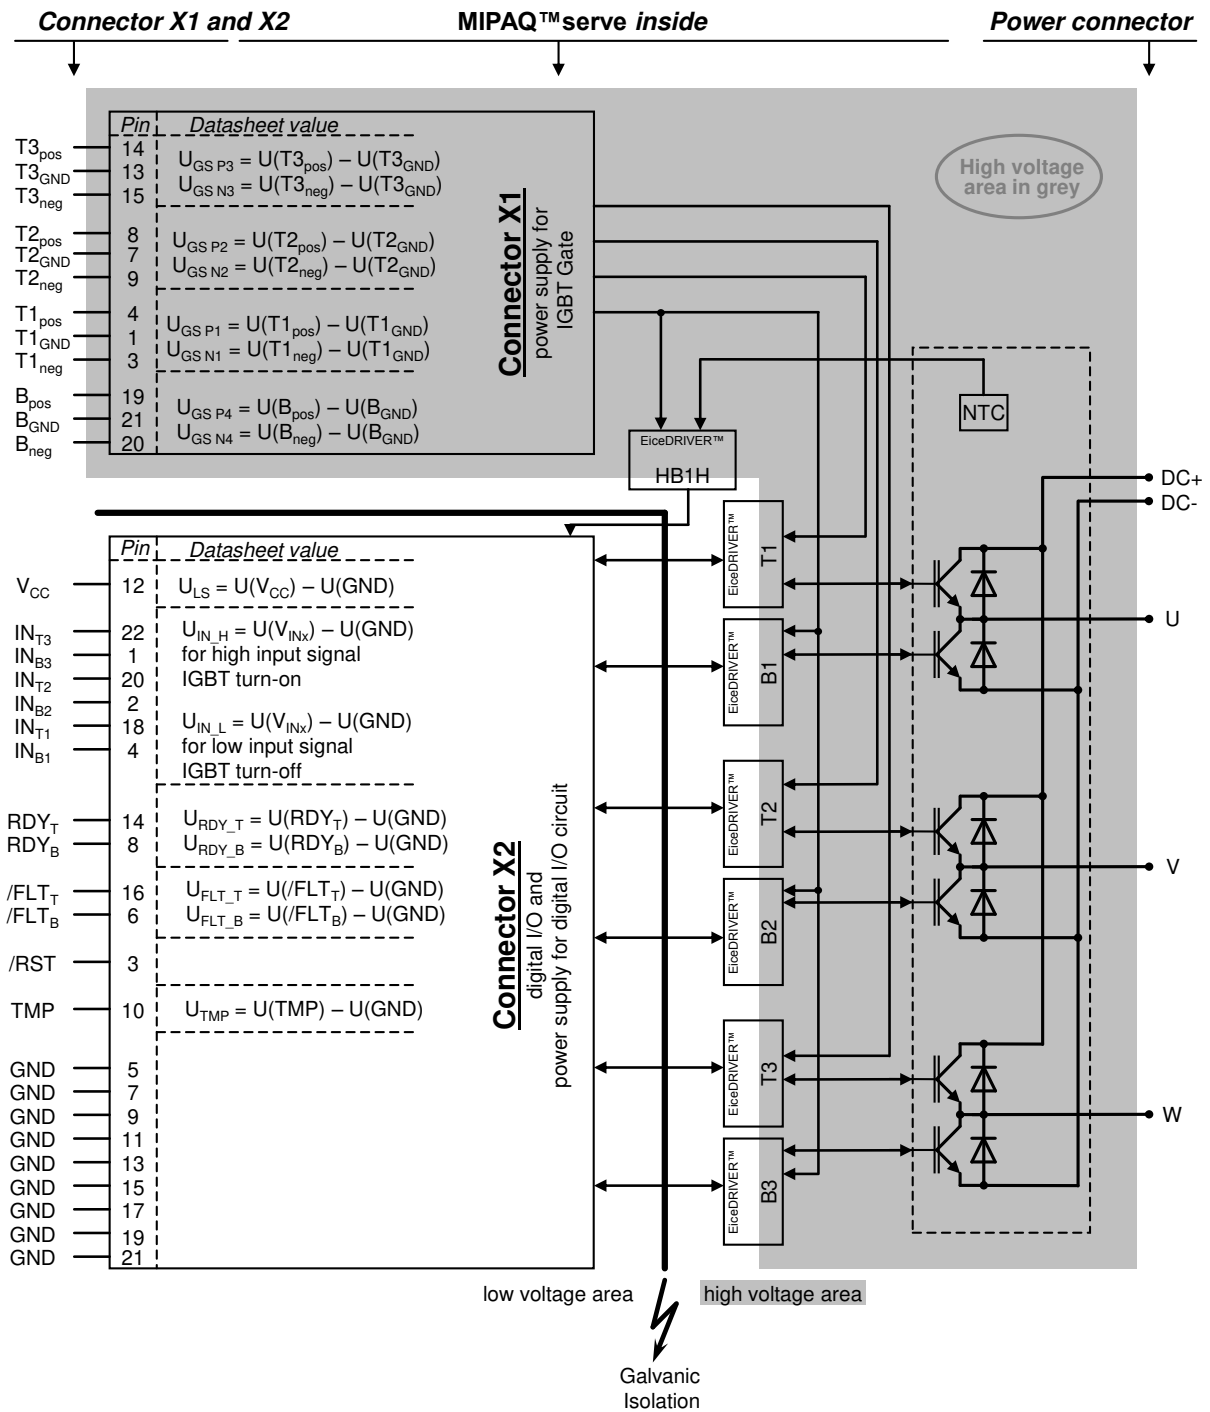 Connector X1 and X2
MIPAQ™serve inside
Power connector
Pin Datasheet value
T3pos 14
T3GND 13
T3neg 15
UGS P3 = U(T3pos) – U(T3GND)
UGS N3 = U(T3neg) – U(T3GND)
T2pos 8
T2GND 7
T2neg 9
UGS P2 = U(T2pos) – U(T2GND)
UGS N2 = U(T2neg) – U(T2GND)
T1pos 4
T1GND 1
T1neg 3
UGS P1 = U(T1pos) – U(T1GND)
UGS N1 = U(T1neg) – U(T1GND)
Bpos 19
BGND 21
Bneg 20
UGS P4 = U(Bpos) – U(BGND)
UGS N4 = U(Bneg) – U(BGND)
Connector X1
power supply for
IGBT Gate
High voltage
area in grey
NTC
EiceDRIVER™
HB1H
DC+
DC-
Pin Datasheet value
VCC 12 ULS = U(VCC) – U(GND)
INT3 22
INB3 1
INT2 20
INB2 2
INT1 18
INB1 4
UIN_H = U(VINx) – U(GND)
for high input signal
IGBT turn-on
UIN_L = U(VINx) – U(GND)
for low input signal
IGBT turn-off
RDYT 14 URDY_T = U(RDYT) – U(GND)
RDYB 8 URDY_B = U(RDYB) – U(GND)
/FLTT 16 UFLT_T = U(/FLTT) – U(GND)
/FLTB 6 UFLT_B = U(/FLTB) – U(GND)
/RST 3
TMP 10 UTMP = U(TMP) – U(GND)
GND 5
GND 7
GND 9
GND 11
GND 13
GND 15
GND 17
GND 19
GND 21
Connector X2
digital I/O and
power supply for digital I/O circuit
EiceDRIVER™
T1
EiceDRIVER™
B1
EiceDRIVER™
T2
EiceDRIVER™
B2
EiceDRIVER™
T3
EiceDRIVER™
B3
U
V
W
low voltage area
high voltage area
Galvanic
Isolation